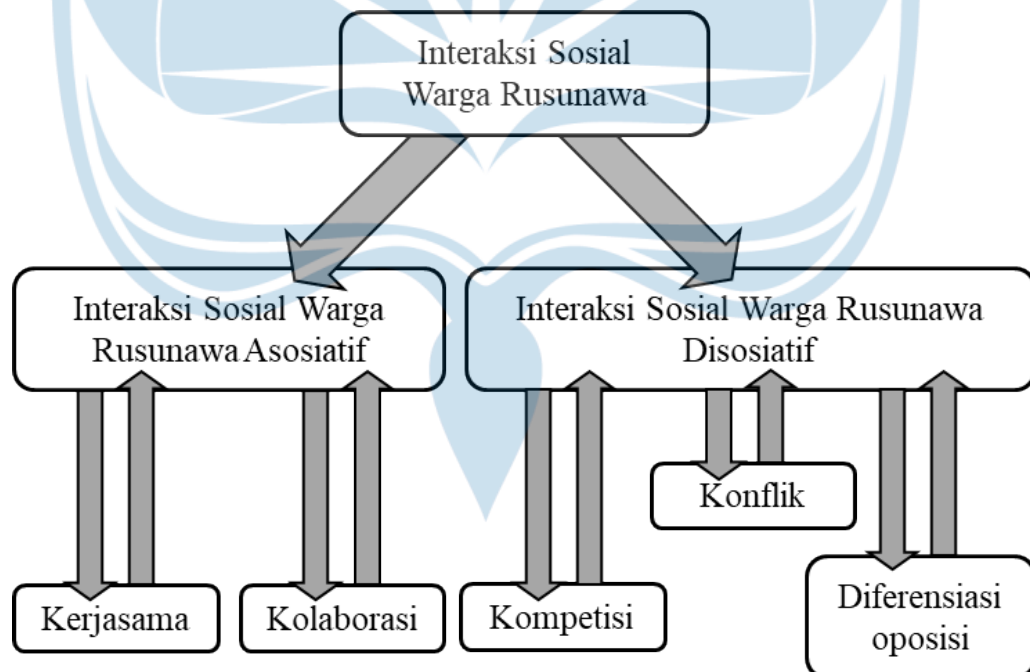 Interaksi Sosial
Warga Rusunawa
Interaksi Sosial Warga
Rusunawa Asosiatif
Interaksi Sosial Warga Rusunawa
Disosiatif
Konflik
Kerjasama
Kolaborasi
Kompetisi
Diferensiasi
oposisi